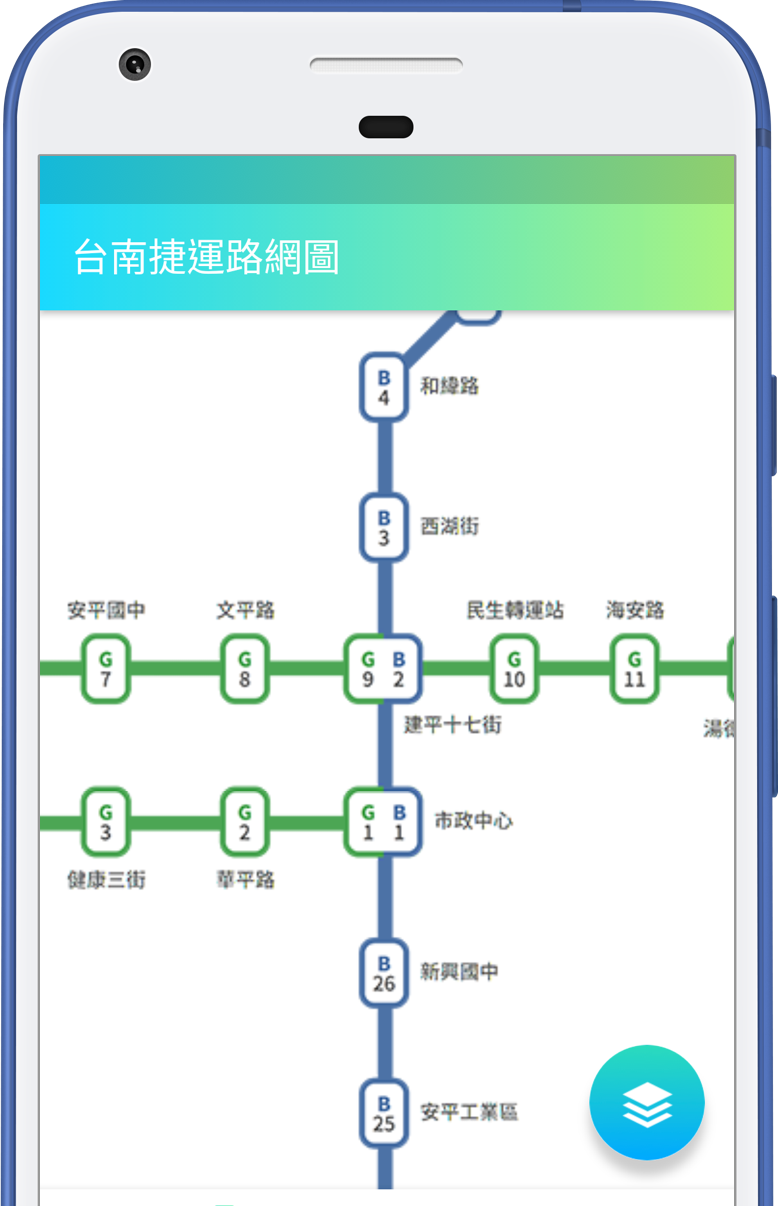 台南捷運路網圖
B
4
和緯路
B
3
西湖街
安平國中
文平路
民生轉運站
海安路
G
7
G
8
G
9
B
2
G
10
G
11
建平十七街
湯
G
3
G
2
G
1
B
1
市政中心
健康三街
華平路
B
26
新興國中
B
25
安平工業區